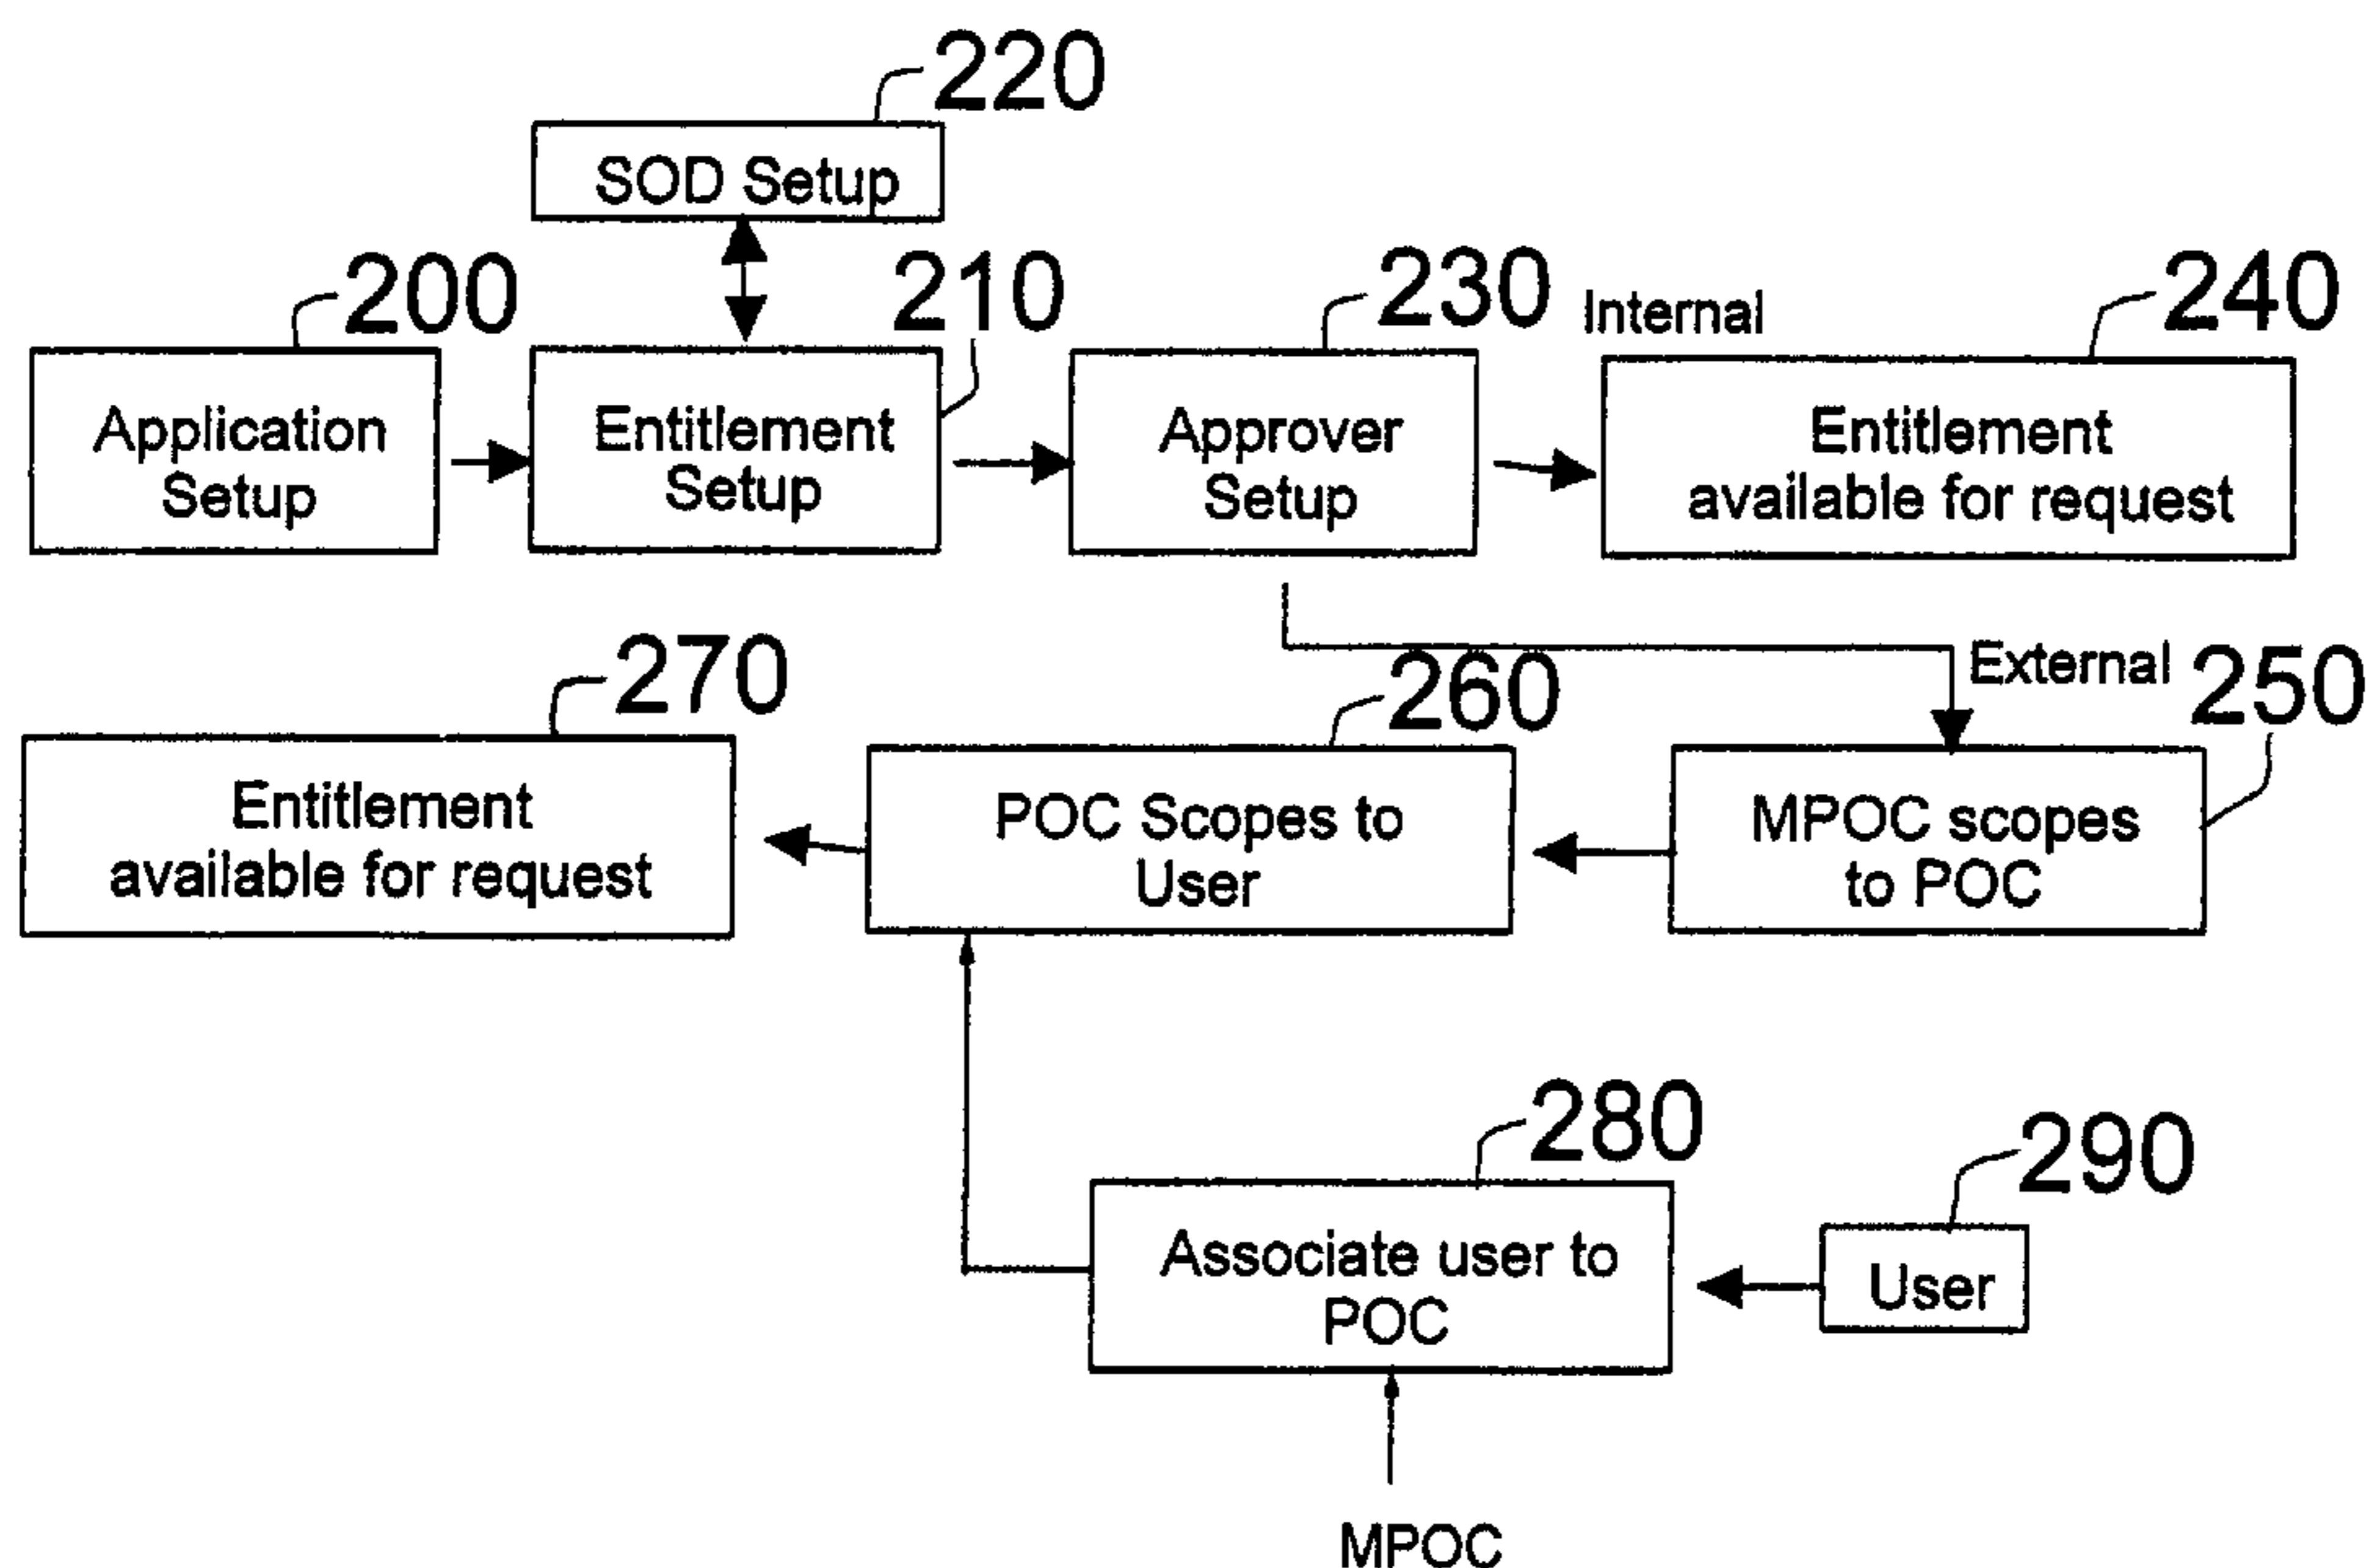 220
SOD Setup
200
210
230
Internal
240
Application
Setup
Entitlement
Setup
Approver
Setup
Entitlement
available for request
270
260
External
250
Entitlement
available for request
POC Scopes to
User
MPOC scopes
to POC
280
290
Associate user to
POC
User
MPOC